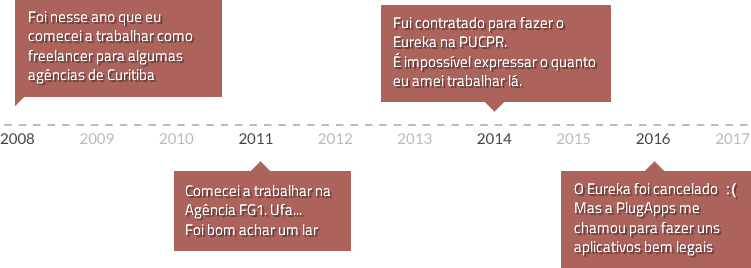 Foi nesse ano que eu
comecei a trabalhar como
freelancer para algumas
agências de Curitiba
Fui contratado para fazer o
Eureka na PUCPR.
É impossível expressar o quanto
eu amei trabalhar lá.
2008 2009 2010 2011 2012 2013 2014 2015 2016 2017
Comecei a trabalhar na
Agência FG1. Ufa...
Foi bom achar um lar
O Eureka foi cancelado :(
Mas a PlugApps me
chamou para fazer uns
aplicativos bem legais